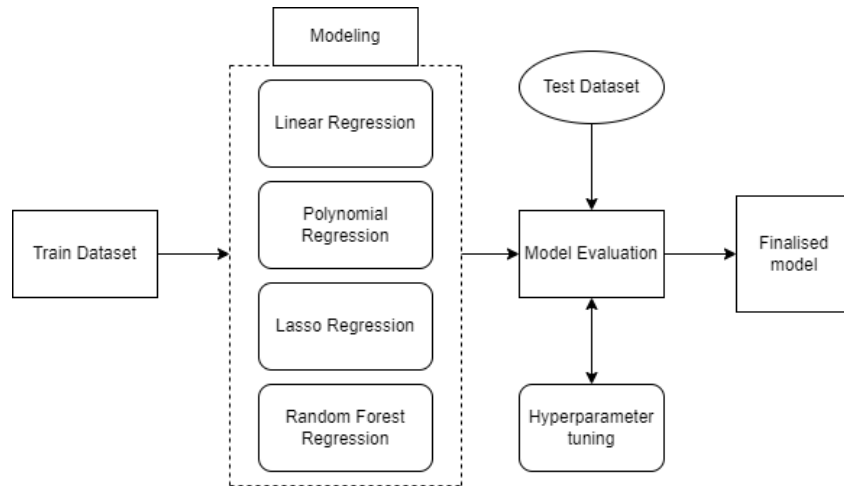 Modeling
Linear Regression
Polynomial
Regression
Lasso Regression
Random Forest
Regression
Train Dataset
Test Dataset
Model Evaluation
Hyperparameter
tuning
Finalised
model